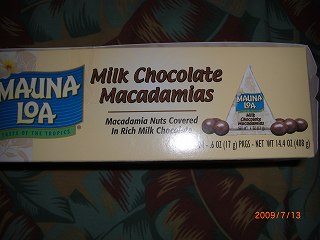 MAUNA
LOA
TASTE OF THE TROPICS
Milk Chocolate
Macadamias
Macadamia Nuts Covered
In Rich Milk Chocolate
MAUNA
LOA
Milk
Chocolate
Macadamias
.6 OZ (17 g) PKGS - NET WT 14.4 OZ (408 g)
2009/7/13